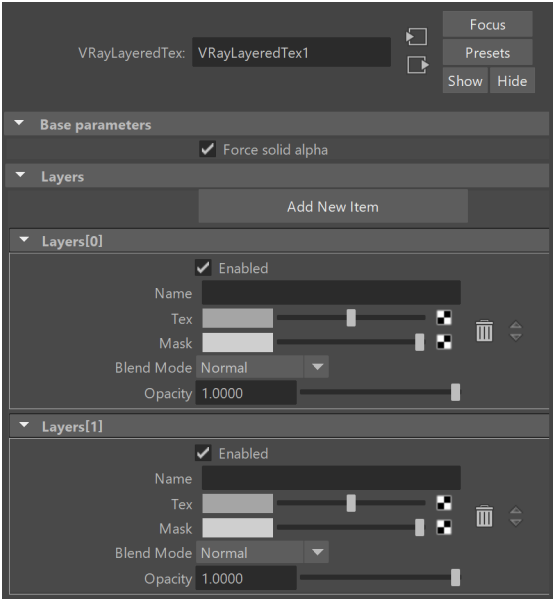 Focus
VRayLayeredTex: VRayLayeredTex1
Presets
Show Hide
Base parameters
Force solid alpha
Layers
Add New Item
Layers[0]
Enabled
Name
Tex
Mask
Blend Mode Normal
Opacity 1.0000
Layers[1]
Enabled
Name
Tex
Mask
Blend Mode Normal
Opacity 1.0000